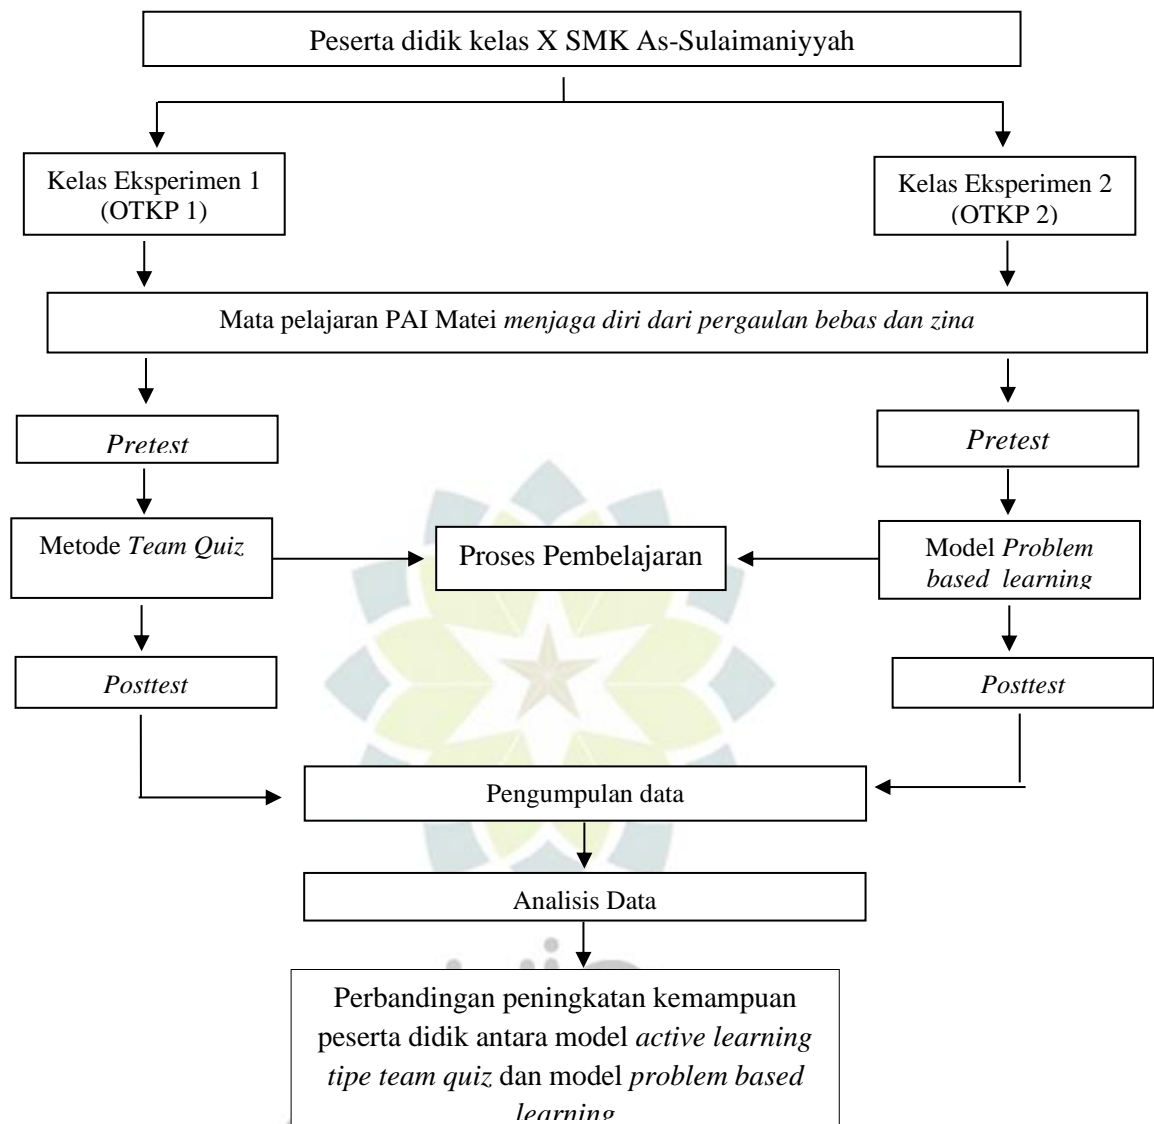 Peserta didik kelas X SMK As-Sulaimaniyyah
Kelas Eksperimen 1
(OTKP 1)
Kelas Eksperimen 2
(OTKP 2)
Mata pelajaran PAI Matei menjaga diri dari pergaulan bebas dan zina
Pretest
Pretest
Metode Team Quiz
Proses Pembelajaran
Model Problem
based learning
Posttest
Posttest
Pengumpulan data
Analisis Data
Perbandingan peningkatan kemampuan
peserta didik antara model active learning
tipe team quiz dan model problem based
learning